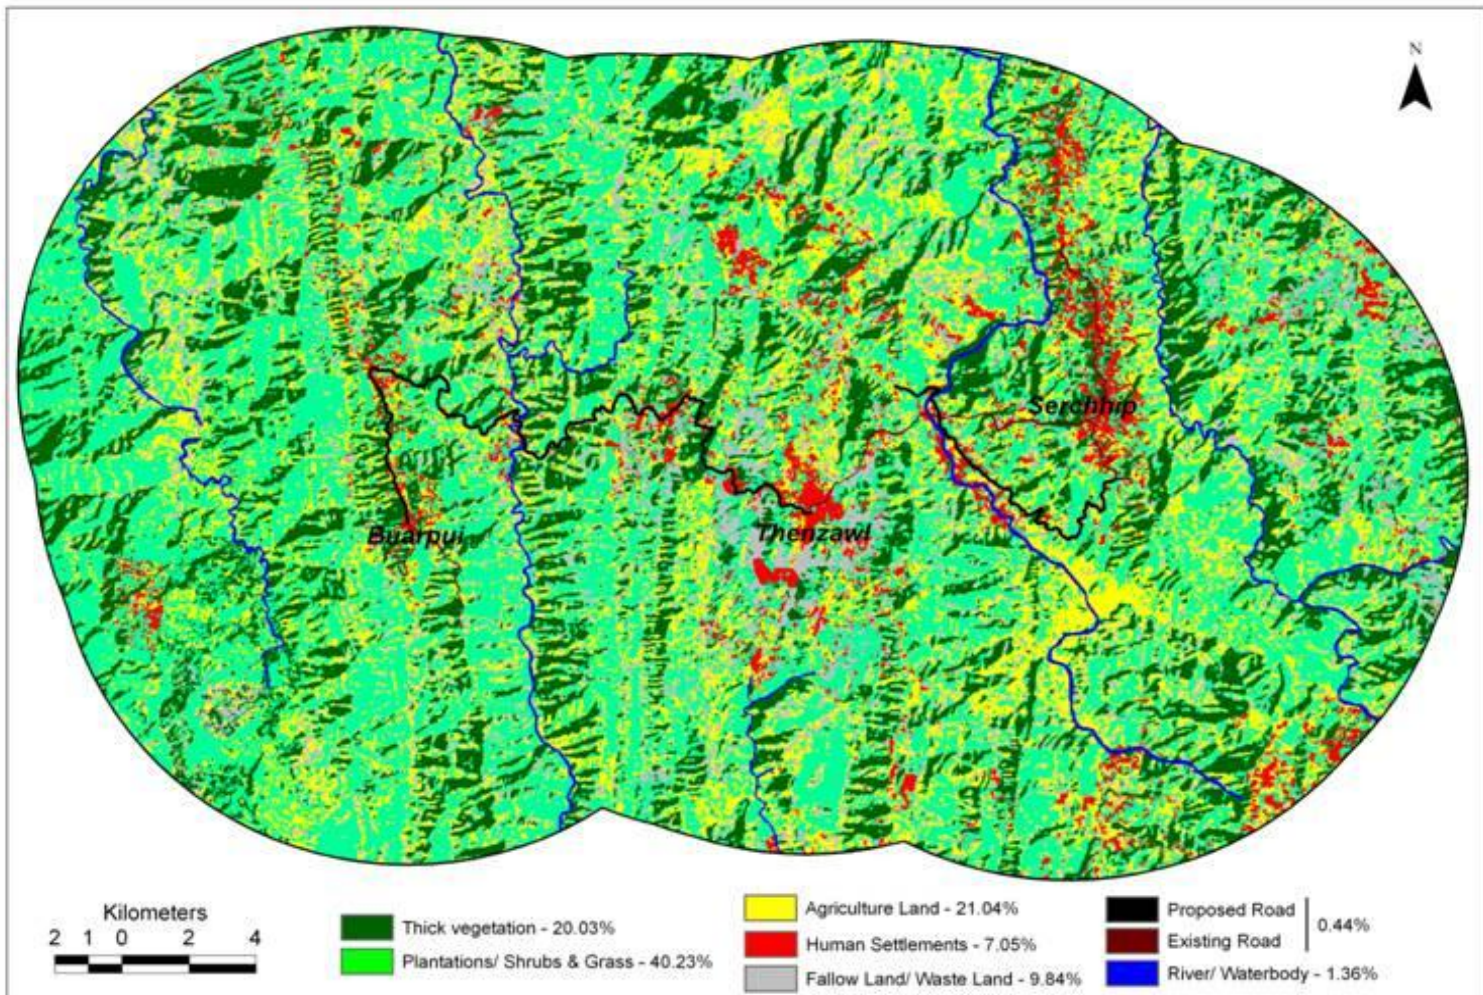 N
Buarpui
Thenzawl
Serchhip
Kilometers
2 1 0 2 4
Thick vegetation - 20.03%
Plantations/ Shrubs & Grass - 40.23%
Agriculture Land - 21.04%
Human Settlements - 7.05%
Fallow Land/ Waste Land - 9.84%
Proposed Road
Existing Road
0.44%
River/ Waterbody - 1.36%